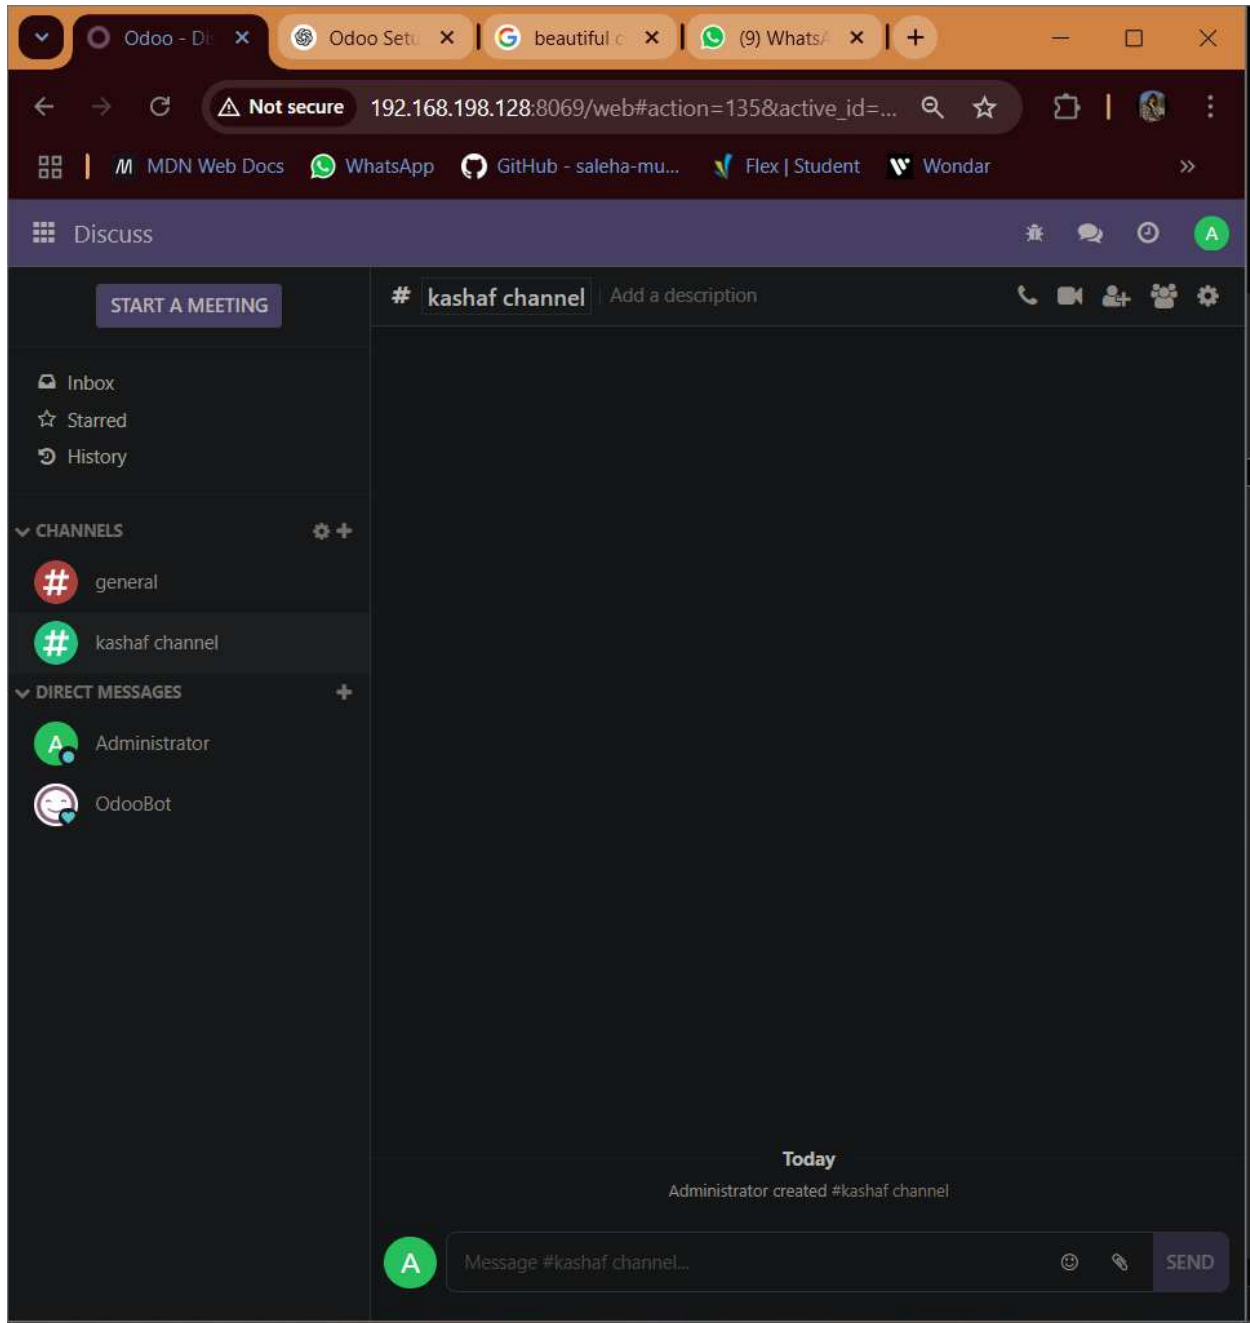 Odoo - Di
Odoo Setu
beautiful c
(9) WhatsA
Not secure 192.168.198.128:8069/web#action=135&active_id=...
MDN Web Docs WhatsApp GitHub - saleha-mu... Flex | Student Wondar
Discuss
A
START A MEETING
# kashaf channel Add a description
Inbox
Starred
History
CHANNELS
# general
# kashaf channel
DIRECT MESSAGES
A Administrator
OdooBot
Today
Administrator created #kashaf channel
A Message #kashaf channel... SEND